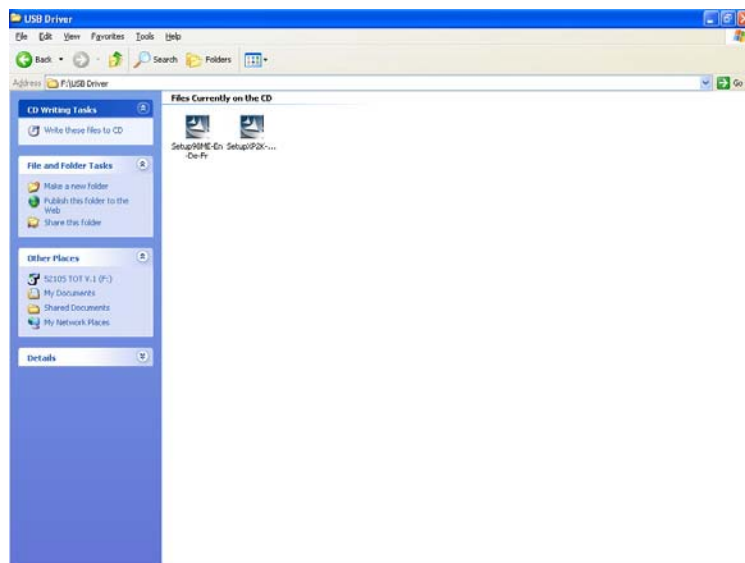 USB Driver
File Edit View Favorites Tools Help
Back Search Folders
Address F:\USB Driver Go
CD Writing Tasks
Write these files to CD
File and Folder Tasks
Make a new folder
Publish this folder to the
Web
Share this folder
Other Places
52105 TOT V.1 (F:)
My Documents
Shared Documents
My Network Places
Details
Files Currently on the CD
Setup98ME-En
-De-Fr
SetupXP2K-...